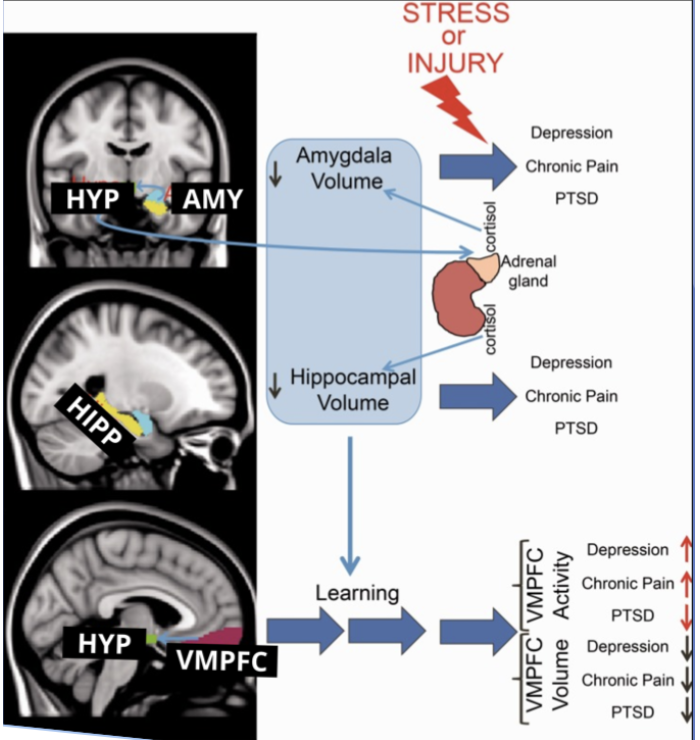 STRESS
or
INJURY
HYP
AMY
Amygdala
Volume
Depression
Chronic Pain
PTSD
cortisol
Adrenal
gland
cortisol
HIPP
Hippocampal
Volume
Depression
Chronic Pain
PTSD
Learning
HYP
VMPFC
VMPFC
Activity
Depression
Chronic Pain
PTSD
VMPFC
Volume
Depression
Chronic Pain
PTSD